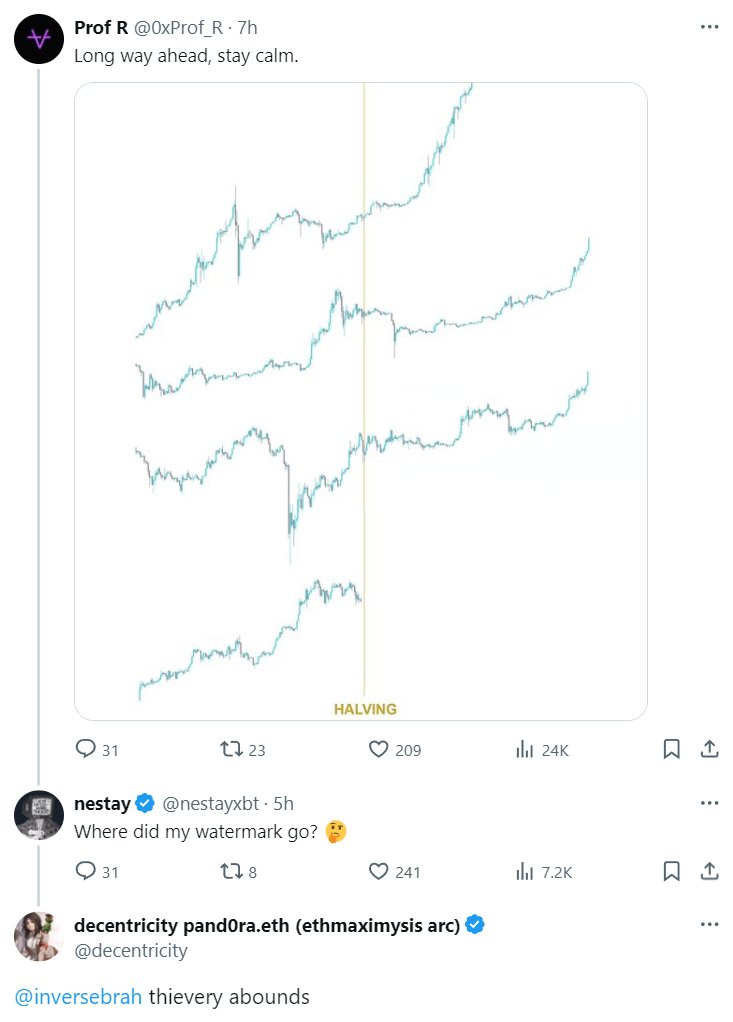 Prof R @0xProf_R · 7h
Long way ahead, stay calm.
HALVING
31 23 209 24K
nestay @nestayxbt · 5h
Where did my watermark go? 🤔
31 8 241 7.2K
decentricity pand0ra.eth (ethmaximysis arc)
@decentricity
@inversebrah thievery abounds